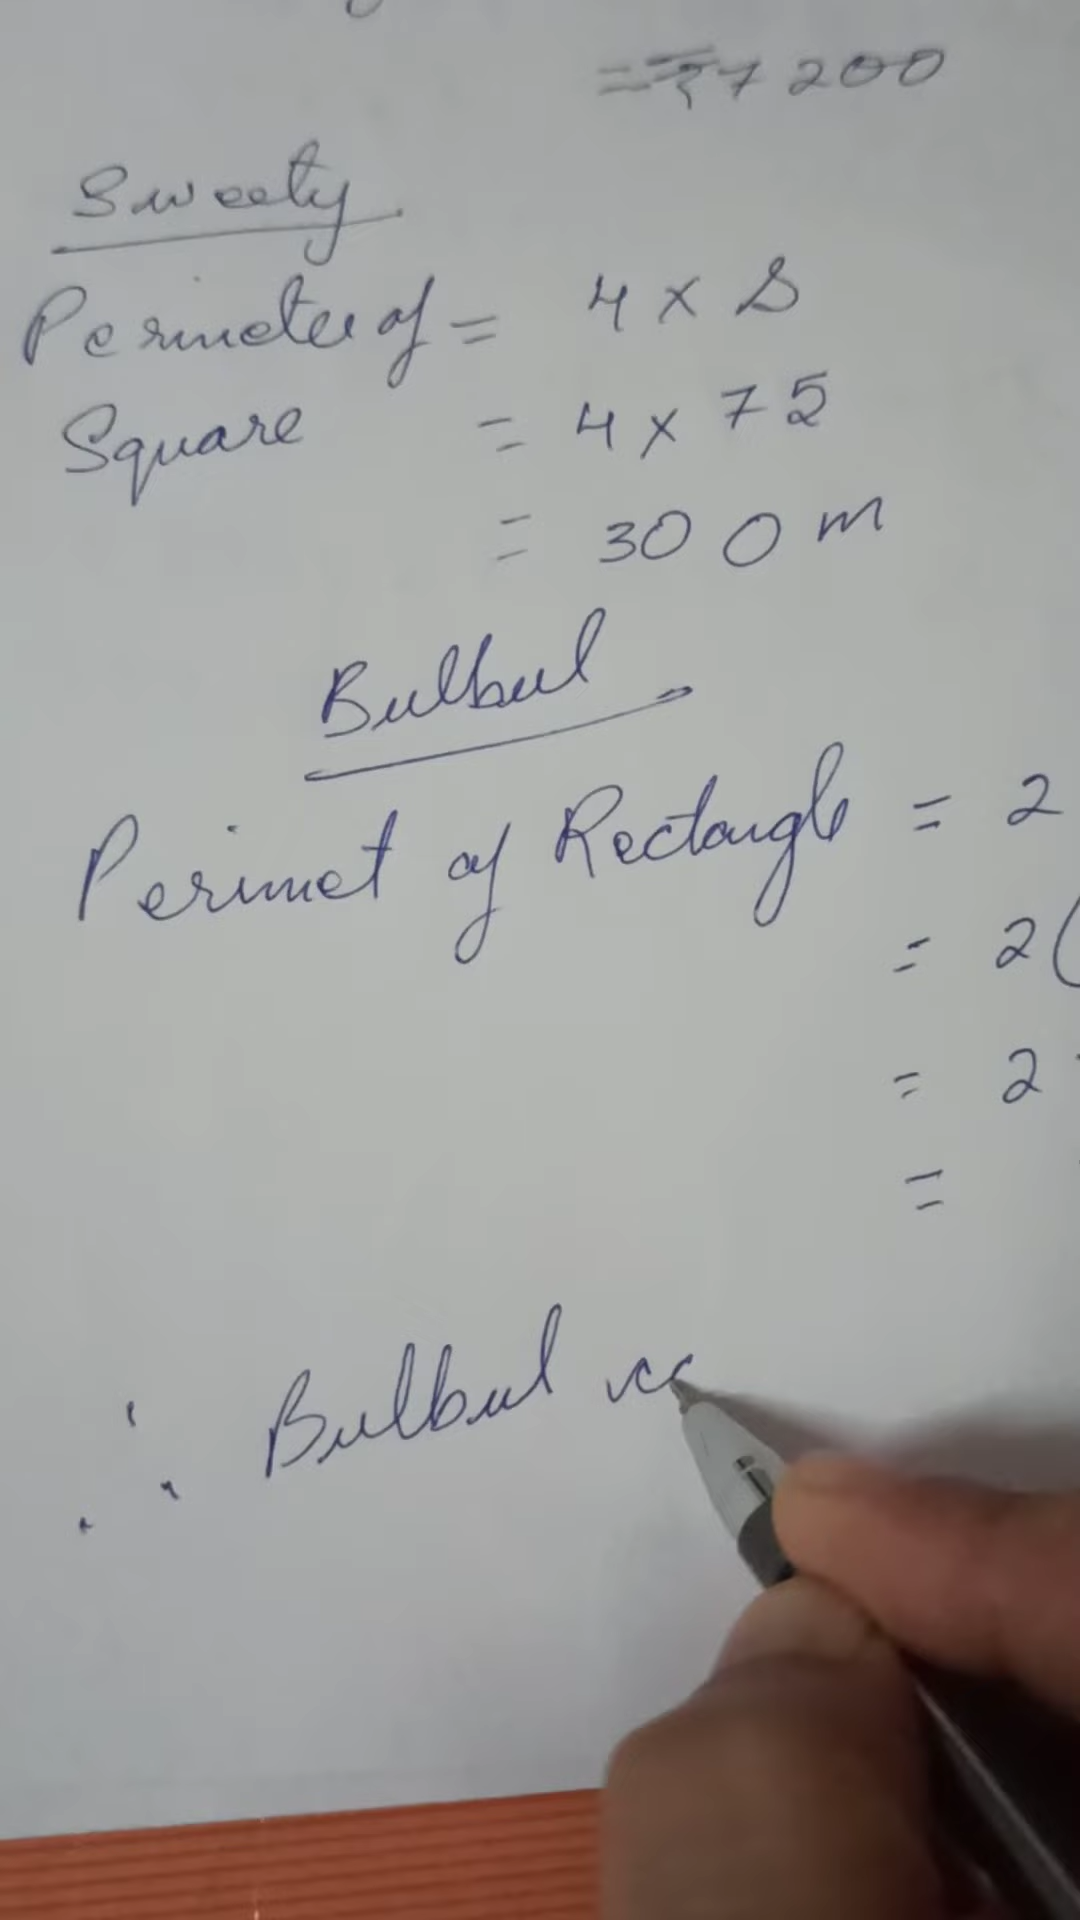 = ₹7200
Sweety
Perimeter of = 4 × S
Square = 4 × 75
= 300 m
Bulbul
Perimet of Rectangle = 2
= 2(
= 2
=
∴ Bulbul